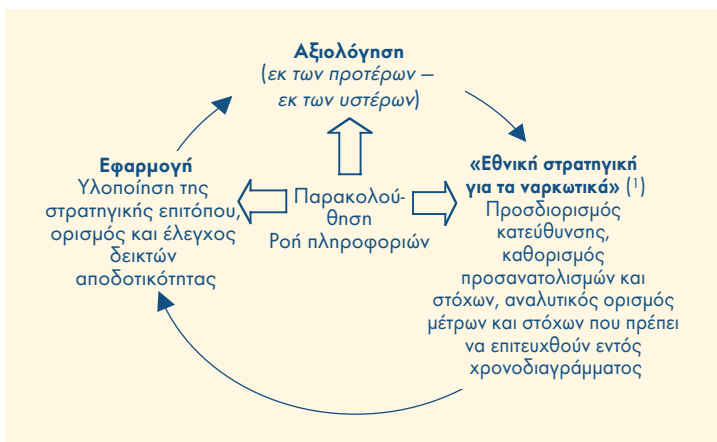 Αξιολόγηση
(εκ των προτέρων –
εκ των υστέρων)
Εφαρμογή
Υλοποίηση της
στρατηγικής επιτόπου,
ορισμός και έλεγχος
δεικτών
αποδοτικότητας
Παρακολού-
θηση
Ροή πληροφοριών
«Εθνική στρατηγική
για τα ναρκωτικά» (¹)
Προσδιορισμός
κατεύθυνσης,
καθορισμός
προσανατολισμών και
στόχων, αναλυτικός ορισμός
μέτρων και στόχων που πρέπει
να επιτευχθούν εντός
χρονοδιαγράμματος